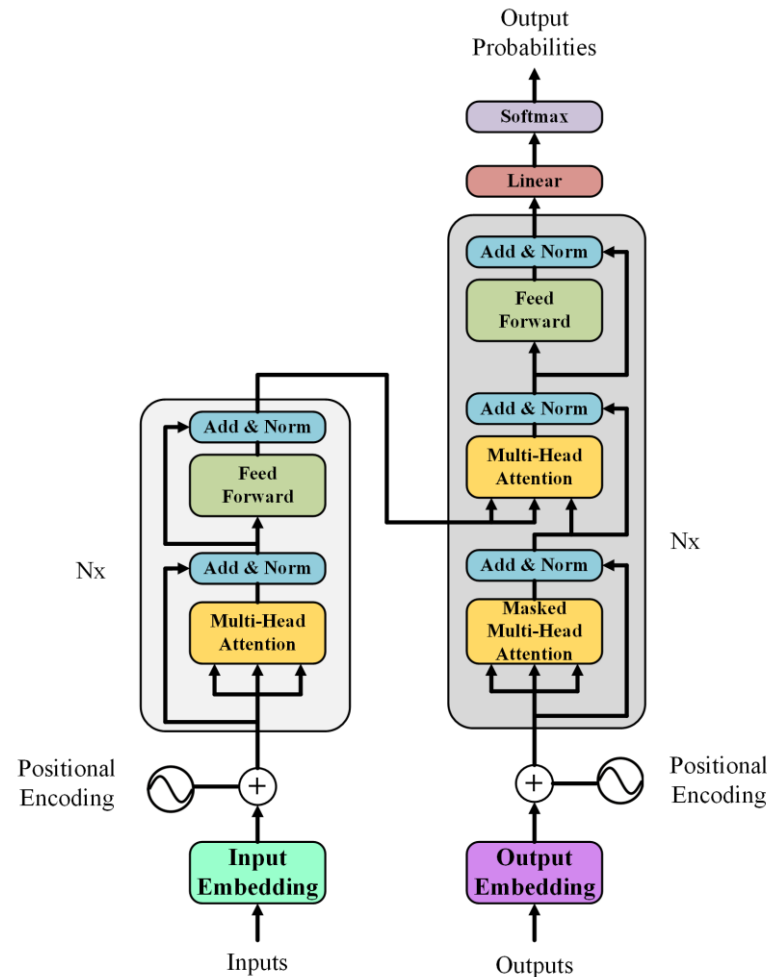 Output
Probabilities
Softmax
Linear
Add & Norm
Feed
Forward
Add & Norm
Multi-Head
Attention
Nx
Add & Norm
Masked
Multi-Head
Attention
Add & Norm
Feed
Forward
Nx
Add & Norm
Multi-Head
Attention
Positional
Encoding
+
+
Positional
Encoding
Input
Embedding
Output
Embedding
Inputs
Outputs